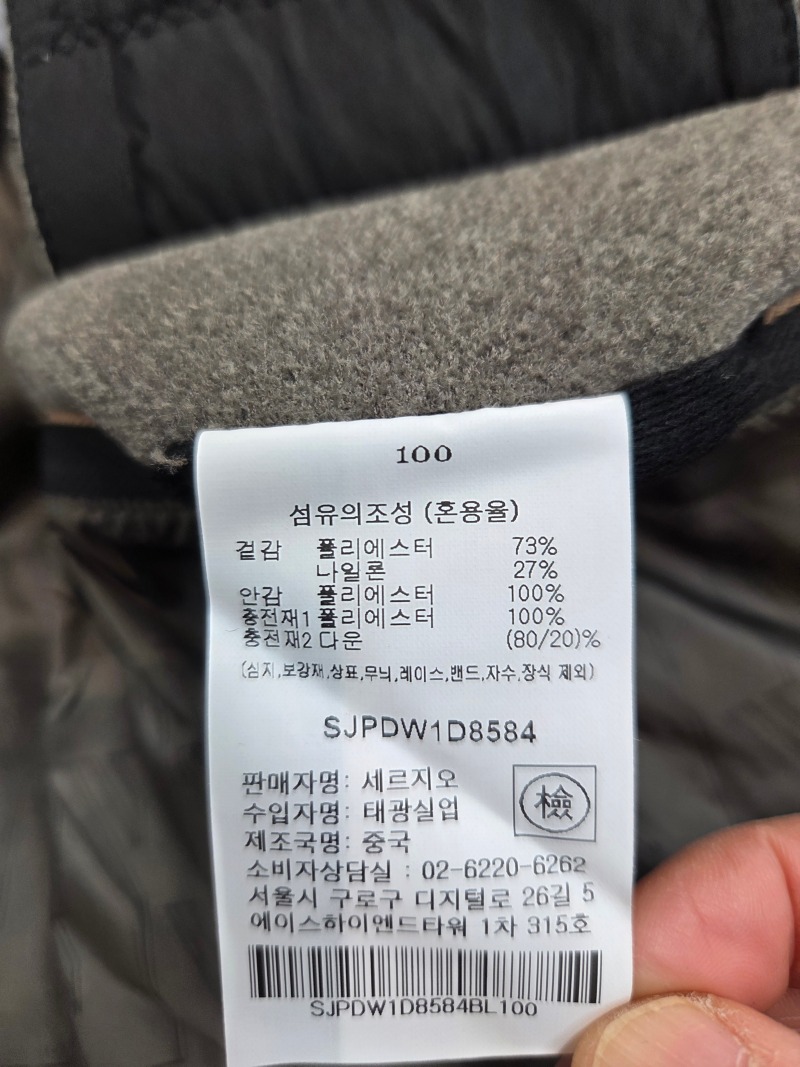 100
섬유의조성 (혼용율)
겉감 폴리에스터 73%
나일론 27%
안감 폴리에스터 100%
충전재1 폴리에스터 100%
충전재2 다운 (80/20)%
(심지,보강재,상표,무늬,레이스,밴드,자수,장식 제외)
SJPDW1D8584
판매자명: 세르지오
수입자명: 태광실업
檢
제조국명: 중국
소비자상담실 : 02-6220-6262
서울시 구로구 디지털로 26길 5
에이스하이엔드타워 1차 315호
SJPDW1D8584BL100